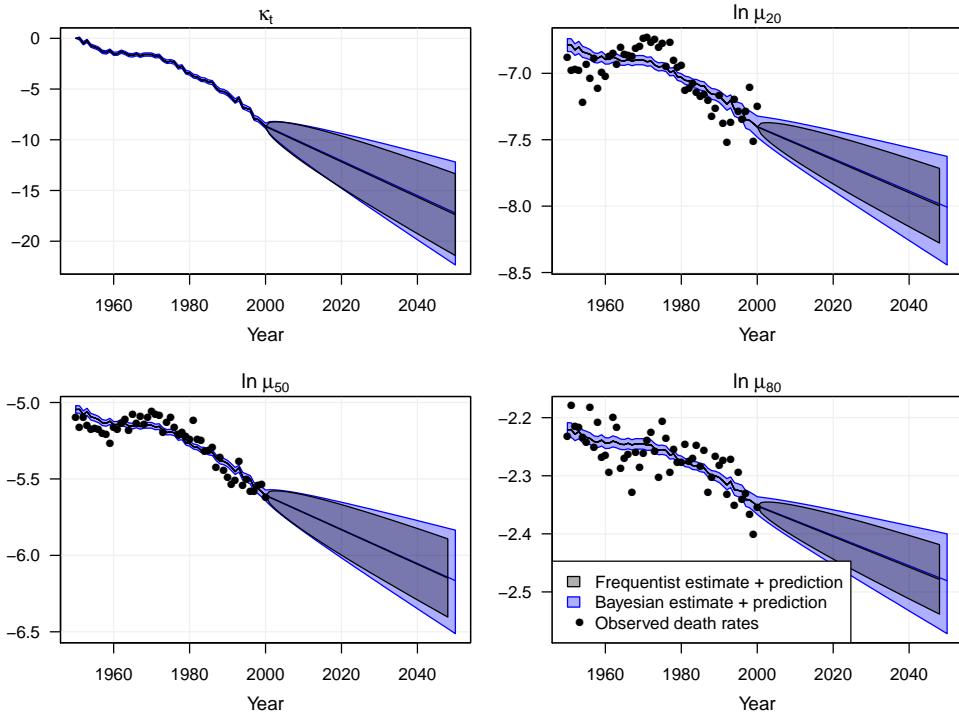 κt
0
−5
−10
−15
−20
1960 1980 2000 2020 2040
Year
ln μ20
−7.0
−7.5
−8.0
−8.5
1960 1980 2000 2020 2040
Year
ln μ50
−5.0
−5.5
−6.0
−6.5
1960 1980 2000 2020 2040
Year
ln μ80
−2.2
−2.3
−2.4
−2.5
1960 1980 2000 2020 2040
Year
Frequentist estimate + prediction
Bayesian estimate + prediction
Observed death rates